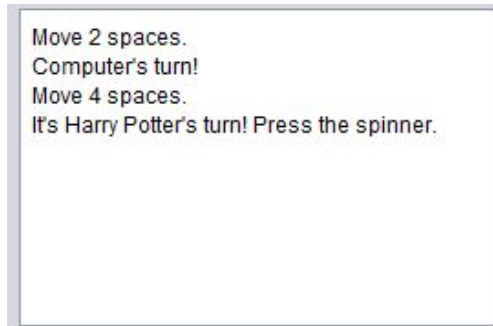 Move 2 spaces.
Computer's turn!
Move 4 spaces.
It's Harry Potter's turn! Press the spinner.